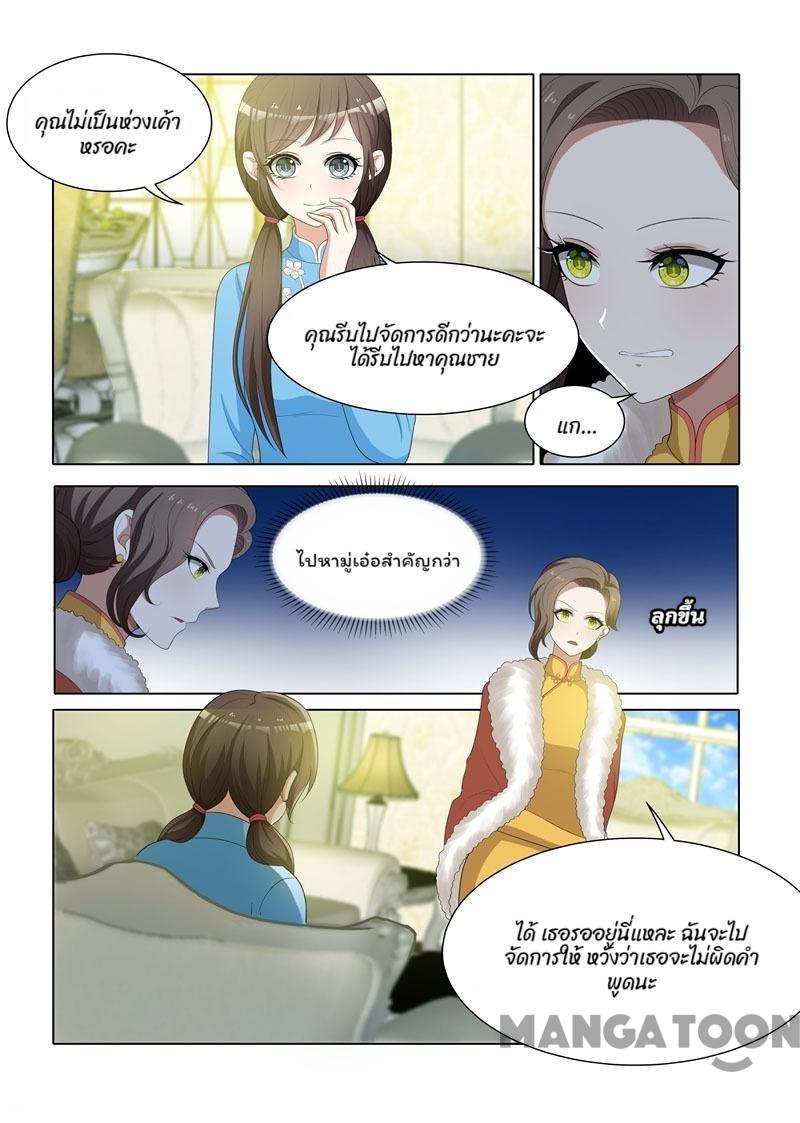 คุณไม่เป็นห่วงเค้า
หรอคะ
คุณรีบไปจัดการดีกว่านะคะจะ
ได้รีบไปหาคุณชาย
แก...
ไปหามู่เอ๋อสำคัญกว่า
ลุกขึ้น
ได้ เธอรออยู่นี่แหละ ฉันจะไป
จัดการให้ หวังว่าเธอจะไม่ผิดคำ
พูดนะ
MANGATOON